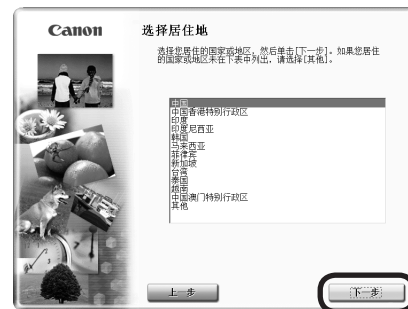 Canon
选择居住地
选择您居住的国家或地区，然后单击[下一步]。如果您居住
的国家或地区未在下表中列出，请选择[其他]。
中国
中国香港特别行政区
印度
印度尼西亚
韩国
马来西亚
菲律宾
新加坡
台湾
泰国
越南
中国澳门特别行政区
其他
上一步
下一步